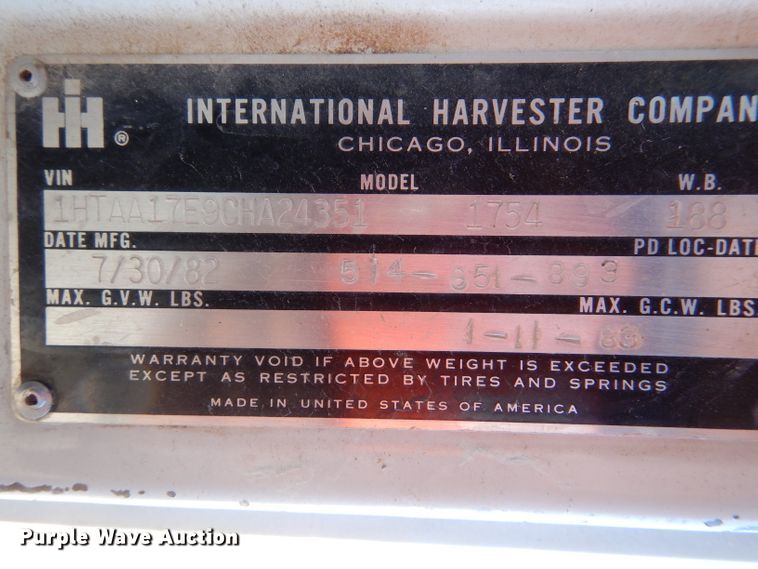 IH ®
INTERNATIONAL HARVESTER COMPAN
CHICAGO, ILLINOIS
VIN MODEL W.B.
1HTAA17E9CHA24351 1754 188
DATE MFG. PD LOC-DATE
7/30/82 514-851-893
MAX. G.V.W. LBS. MAX. G.C.W. LBS.
1-11-83
WARRANTY VOID IF ABOVE WEIGHT IS EXCEEDED
EXCEPT AS RESTRICTED BY TIRES AND SPRINGS
MADE IN UNITED STATES OF AMERICA
Purple Wave Auction